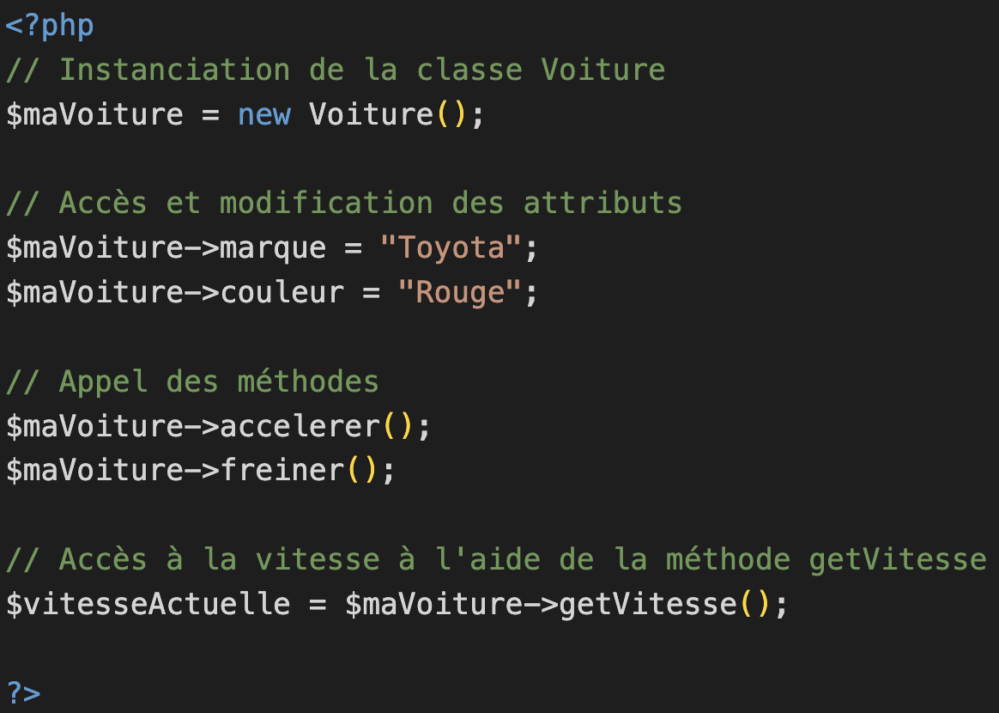 <?php
// Instanciation de la classe Voiture
$maVoiture = new Voiture();
// Accès et modification des attributs
$maVoiture->marque = "Toyota";
$maVoiture->couleur = "Rouge";
// Appel des méthodes
$maVoiture->accelerer();
$maVoiture->freiner();
// Accès à la vitesse à l'aide de la méthode getVitesse
$vitesseActuelle = $maVoiture->getVitesse();
?>